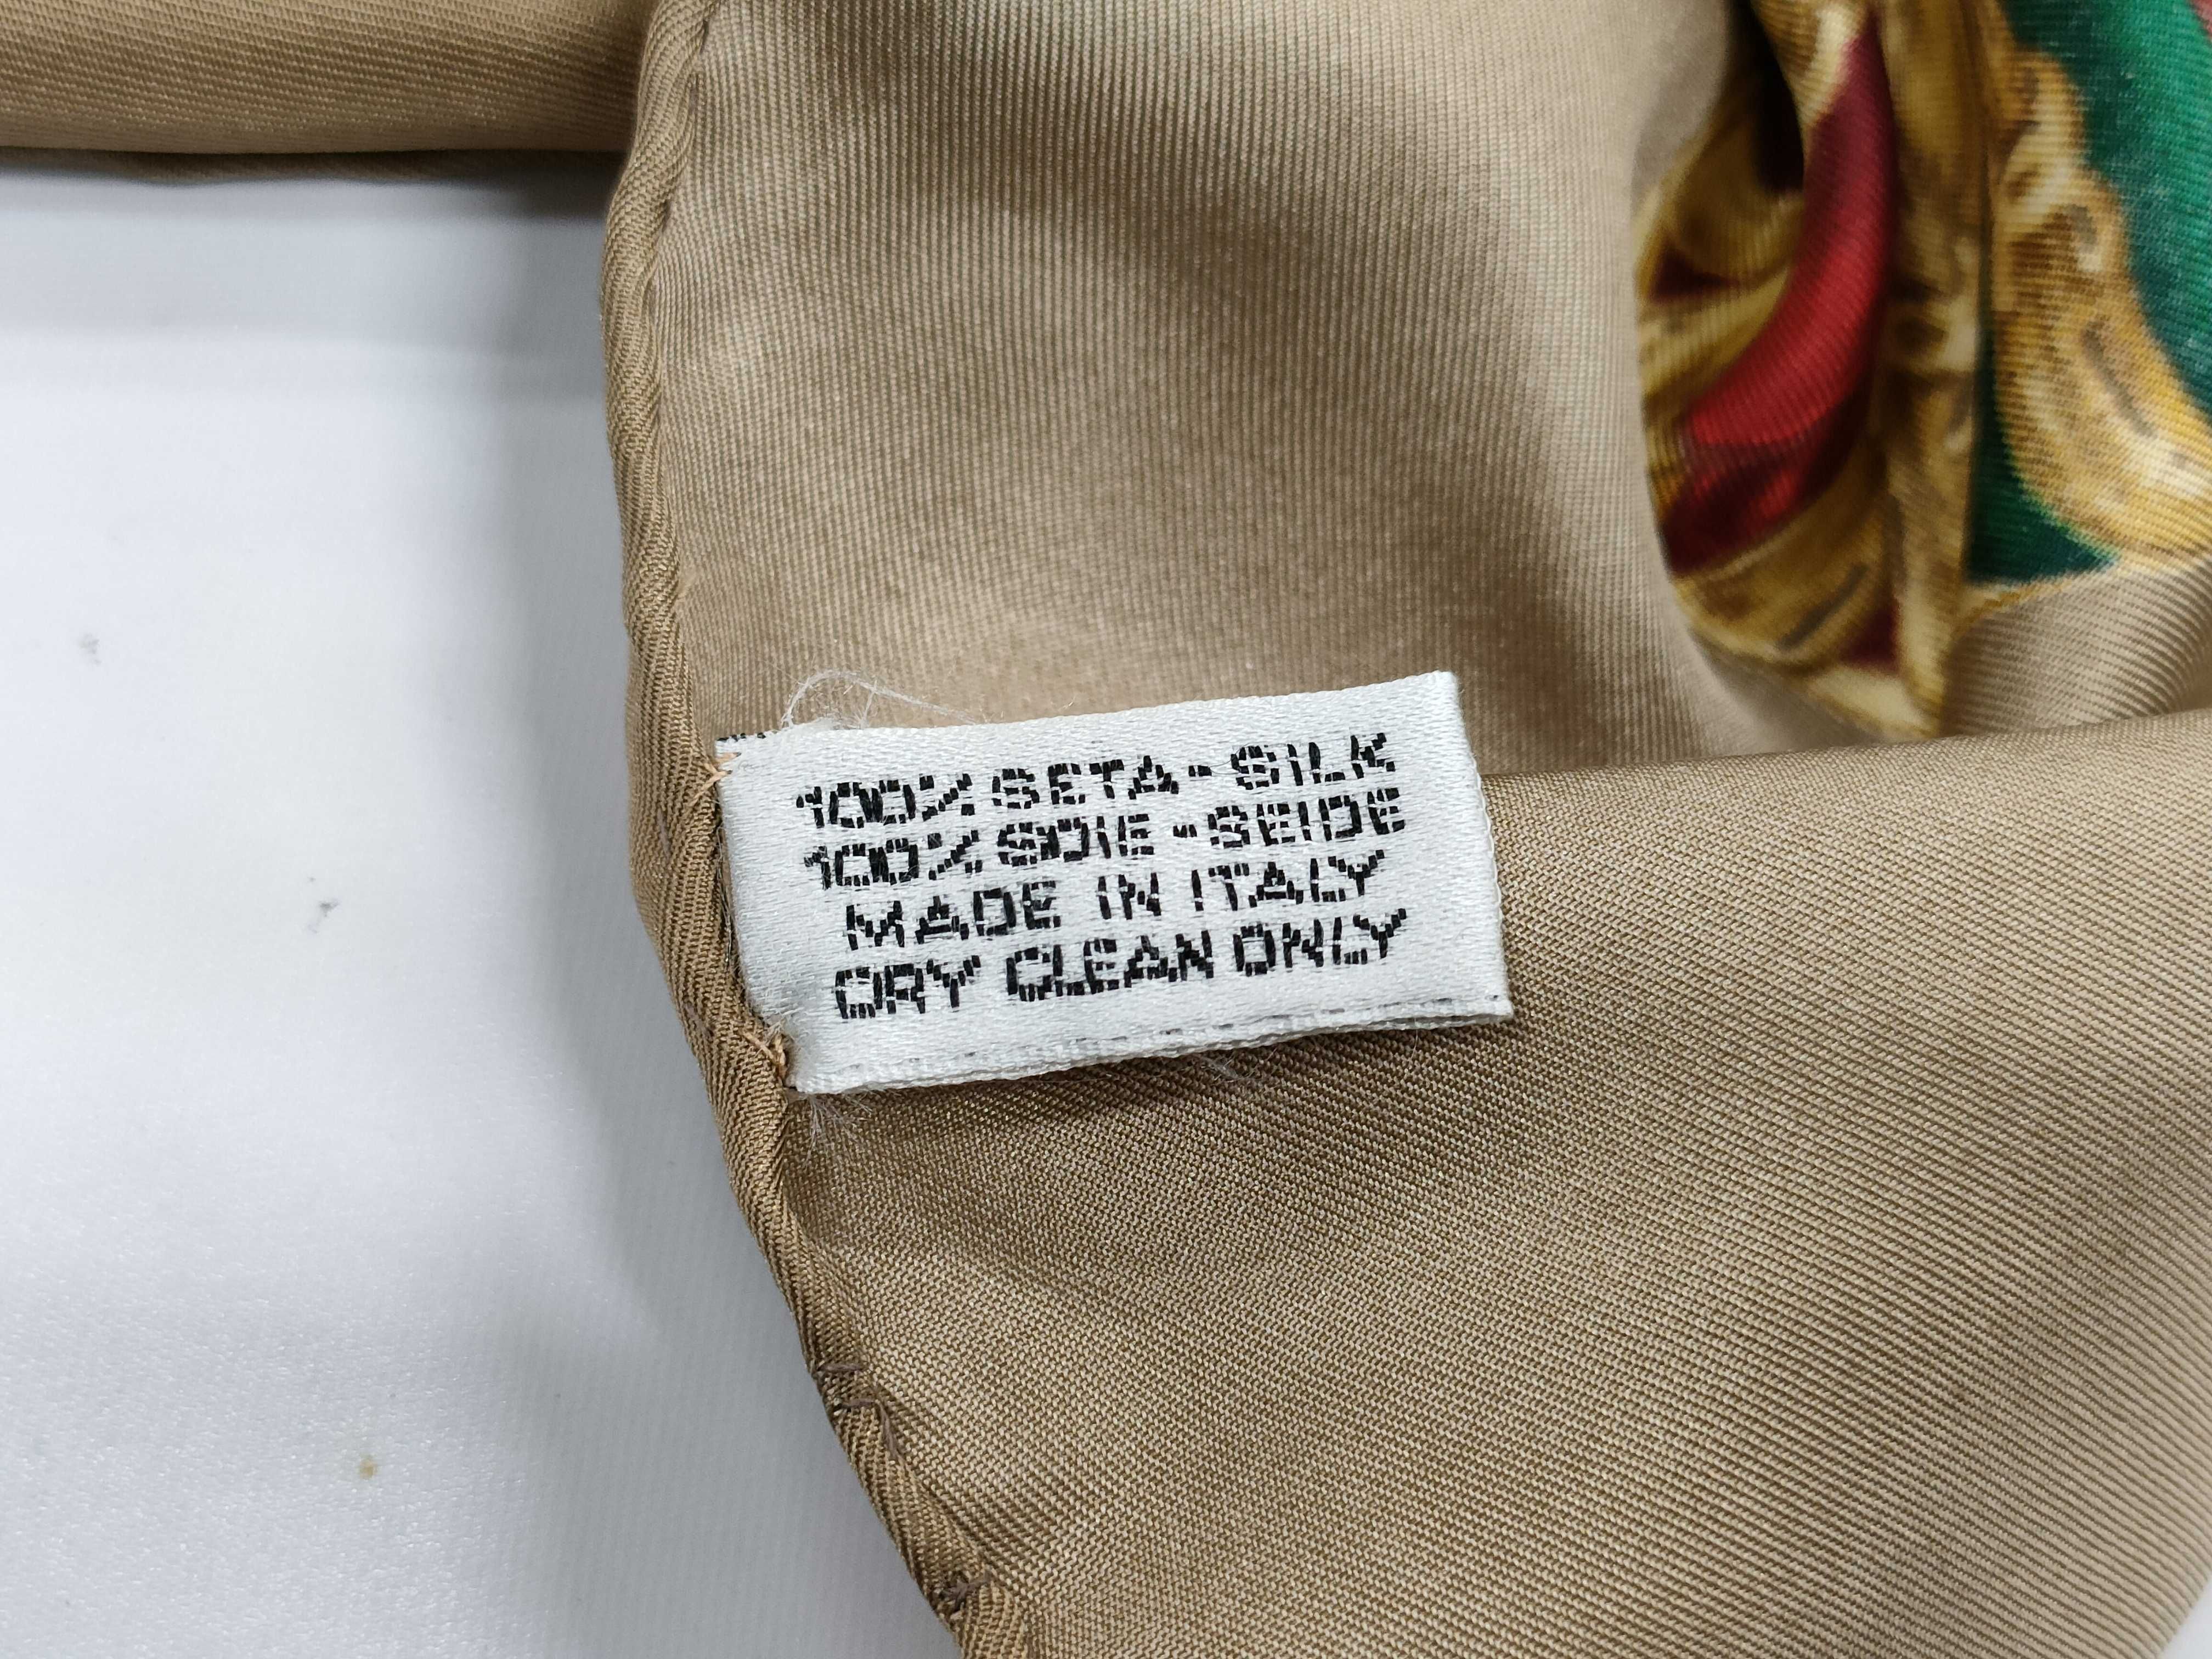 100% SETA - SILK
100% SOIE - SEIDE
MADE IN ITALY
DRY CLEAN ONLY